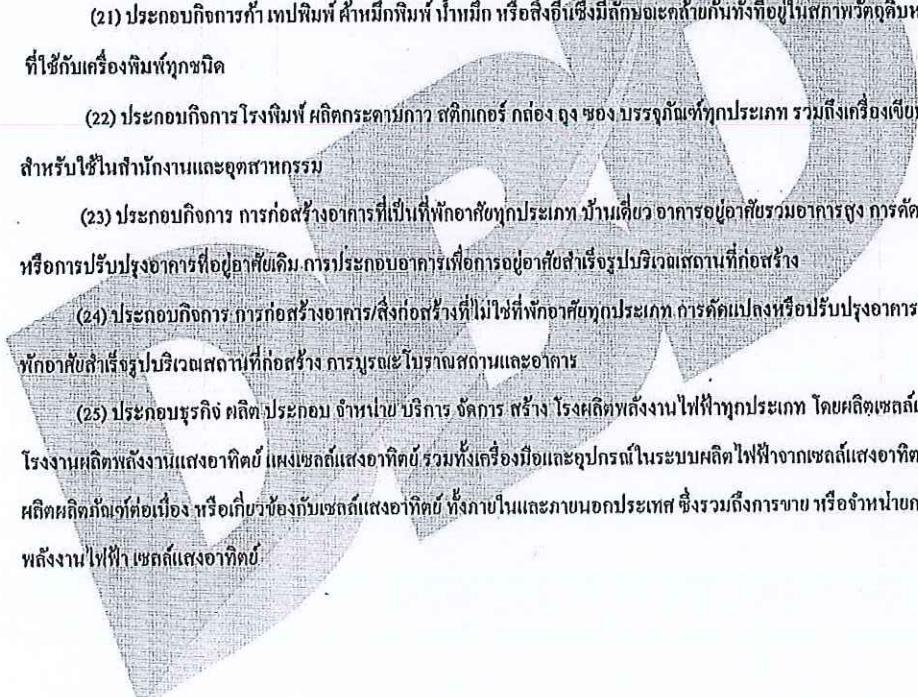 (21) ประกอบกิจการค้า เทปพิมพ์ ผ้าหมึกพิมพ์ น้ำหมึก หรือสิ่งอื่นซึ่งมีลักษณะคล้ายกันทั้งที่อยู่ในสภาพวัตถุดิบห
ที่ใช้กับเครื่องพิมพ์ทุกชนิด
(22) ประกอบกิจการโรงพิมพ์ ผลิตกระดาษกาว สติกเกอร์ กล่อง ถุง ซอง บรรจุภัณฑ์ทุกประเภท รวมถึงเครื่องเขีย
สำหรับใช้ในสำนักงานและอุตสาหกรรม
(23) ประกอบกิจการ การก่อสร้างอาคารที่เป็นที่พักอาศัยทุกประเภท บ้านเดี่ยว อาคารอยู่อาศัยรวมอาคารสูง การดัด
หรือการปรับปรุงอาคารที่อยู่อาศัยเดิม การประกอบอาคารเพื่อการอยู่อาศัยสำเร็จรูปบริเวณสถานที่ก่อสร้าง
(24) ประกอบกิจการ การก่อสร้างอาคาร/สิ่งก่อสร้างที่ไม่ใช่ที่พักอาศัยทุกประเภท การดัดแปลงหรือปรับปรุงอาคาร
พักอาศัยสำเร็จรูปบริเวณสถานที่ก่อสร้าง การบูรณะโบราณสถานและอาคาร
(25) ประกอบธุรกิจ ผลิต ประกอบ จำหน่าย บริการ จัดการ สร้าง โรงผลิตพลังงานไฟฟ้าทุกประเภท โดยผลิตเซลล์แ
โรงงานผลิตพลังงานแสงอาทิตย์ แผงเซลล์แสงอาทิตย์ รวมทั้งเครื่องมือและอุปกรณ์ในระบบผลิตไฟฟ้าจากเซลล์แสงอาทิต
ผลิตผลิตภัณฑ์ต่อเนื่อง หรือเกี่ยวข้องกับเซลล์แสงอาทิตย์ ทั้งภายในและภายนอกประเทศ ซึ่งรวมถึงการขาย หรือจำหน่ายก
พลังงานไฟฟ้า เซลล์แสงอาทิตย์
DBD